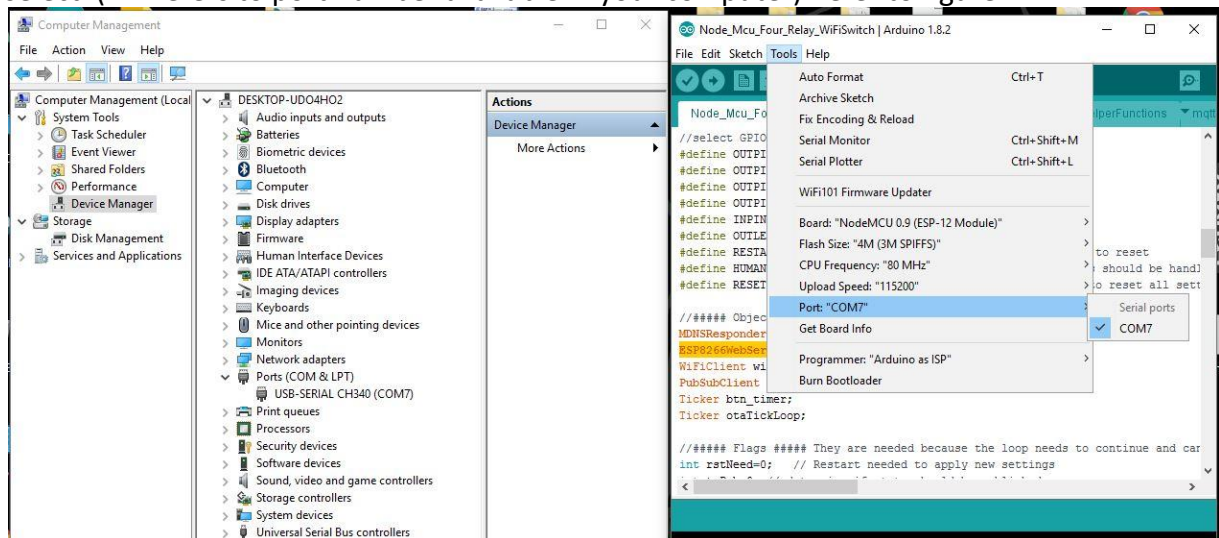 Computer Management
File Action View Help
Computer Management (Local
System Tools
Task Scheduler
Event Viewer
Shared Folders
Performance
Device Manager
Storage
Disk Management
Services and Applications
DESKTOP-UDO4HO2
Audio inputs and outputs
Batteries
Biometric devices
Bluetooth
Computer
Disk drives
Display adapters
Firmware
Human Interface Devices
IDE ATA/ATAPI controllers
Imaging devices
Keyboards
Mice and other pointing devices
Monitors
Network adapters
Ports (COM & LPT)
USB-SERIAL CH340 (COM7)
Print queues
Processors
Security devices
Software devices
Sound, video and game controllers
Storage controllers
System devices
Universal Serial Bus controllers
Actions
Device Manager
More Actions
Node_Mcu_Four_Relay_WiFiSwitch | Arduino 1.8.2
File Edit Sketch Tools Help
Node_Mcu_Fo
elperFunctions mqtt
Auto Format Ctrl+T
Archive Sketch
Fix Encoding & Reload
Serial Monitor Ctrl+Shift+M
Serial Plotter Ctrl+Shift+L
WiFi101 Firmware Updater
Board: "NodeMCU 0.9 (ESP-12 Module)"
Flash Size: "4M (3M SPIFFS)"
CPU Frequency: "80 MHz"
Upload Speed: "115200"
Port: "COM7"
Get Board Info
Programmer: "Arduino as ISP"
Burn Bootloader
Serial ports
COM7
//select GPIO
#define OUTPI
#define OUTPI
#define OUTPI
#define OUTPI
#define INPIN
#define OUTLE
#define RESTA to reset
#define HUMAN should be handl
#define RESET o reset all sett
//##### Objec
MDNSResponder
ESP8266WebSer
WiFiClient wi
PubSubClient
Ticker btn_timer;
Ticker otaTickLoop;
//##### Flags ##### They are needed because the loop needs to continue and car
int rstNeed=0; // Restart needed to apply new settings